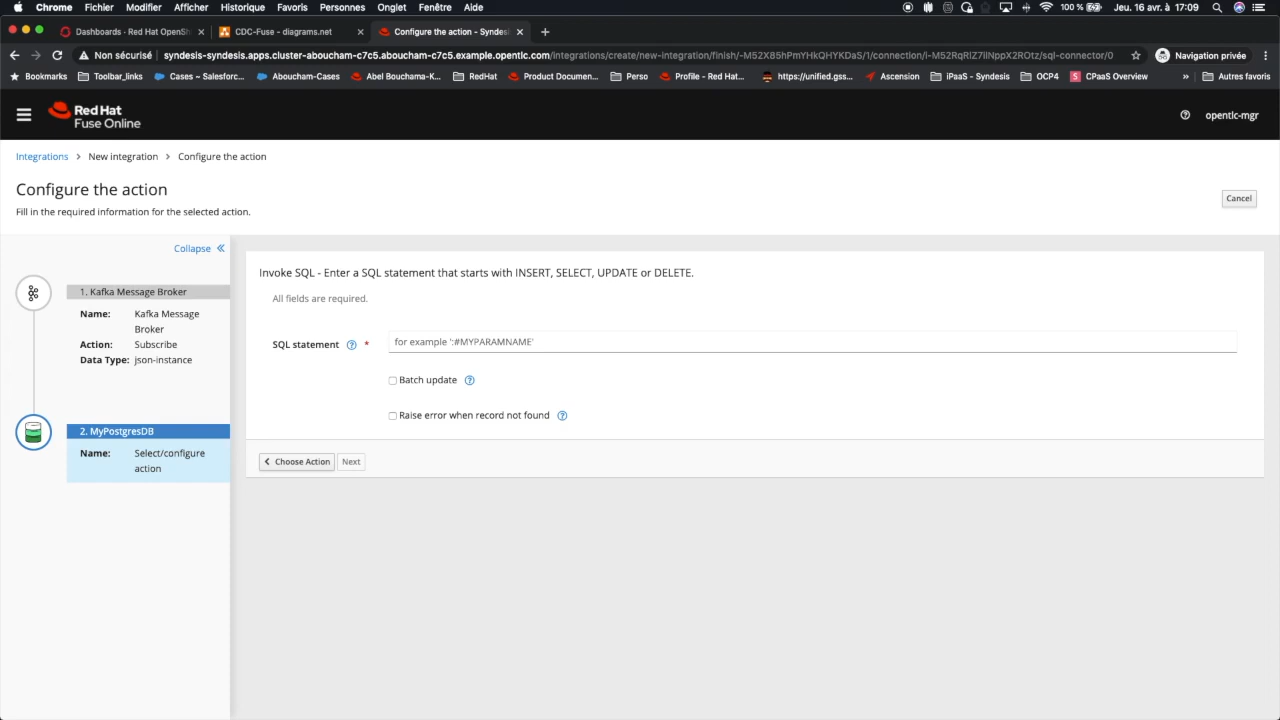 Chrome Fichier Modifier Afficher Historique Favoris Personnes Onglet Fenêtre Aide 100 % Jeu. 16 avr. à 17:09
Dashboards · Red Hat OpenShi CDC-Fuse - diagrams.net Configure the action - Syndesi
Non sécurisé syndesis-syndesis.apps.cluster-aboucham-c7c5.aboucham-c7c5.example.opentlc.com/integrations/create/new-integration/finish/-M52X85hPmYHkQHYKDaS/1/connection/i-M52RqRlZ7iINppX2ROtz/sql-connector/0 Navigation privée
Bookmarks Toolbar_links Cases ~ Salesforc... Aboucham-Cases Abel Bouchama-K... RedHat Product Documen... Perso Profile - Red Hat... https://unified.gss... Ascension iPaaS - Syndesis OCP4 CPaaS Overview » Autres favoris
Red Hat
Fuse Online
opentlc-mgr
Integrations > New integration > Configure the action
Configure the action
Fill in the required information for the selected action.
Cancel
Collapse
1. Kafka Message Broker
Name: Kafka Message
Broker
Action: Subscribe
Data Type: json-instance
2. MyPostgresDB
Name: Select/configure
action
Invoke SQL - Enter a SQL statement that starts with INSERT, SELECT, UPDATE or DELETE.
All fields are required.
SQL statement * for example ':#MYPARAMNAME'
Batch update
Raise error when record not found
Choose Action Next